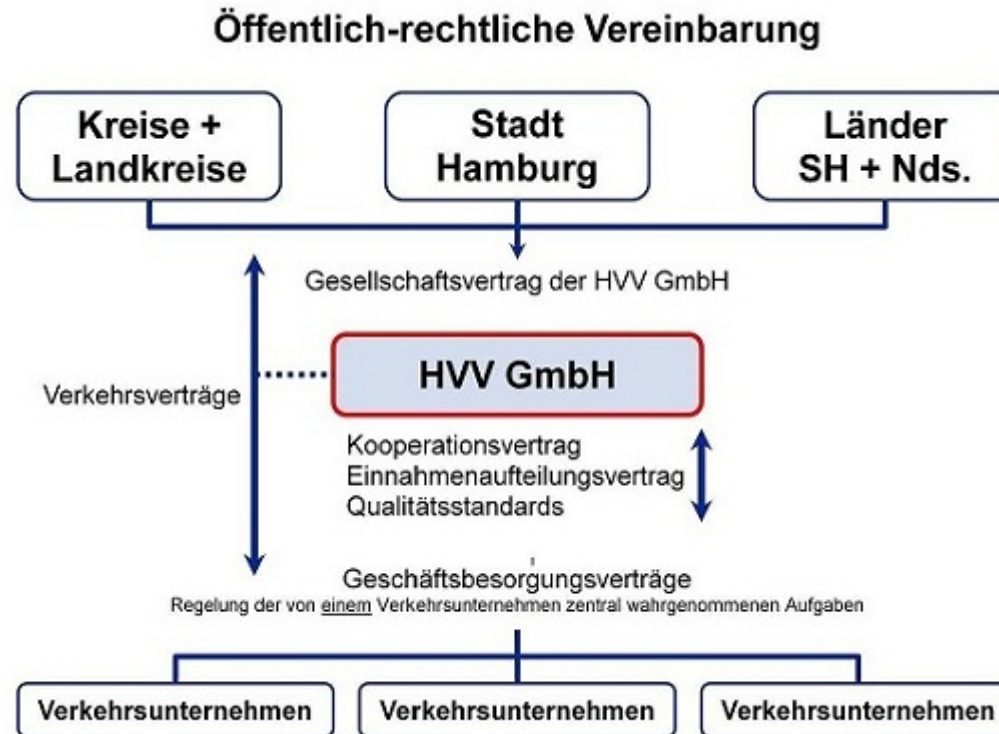 Öffentlich-rechtliche Vereinbarung
Kreise +
Landkreise
Stadt
Hamburg
Länder
SH + Nds.
Gesellschaftsvertrag der HVV GmbH
HVV GmbH
Verkehrsverträge
Kooperationsvertrag
Einnahmenaufteilungsvertrag
Qualitätsstandards
Geschäftsbesorgungsverträge
Regelung der von einem Verkehrsunternehmen zentral wahrgenommenen Aufgaben
Verkehrsunternehmen
Verkehrsunternehmen
Verkehrsunternehmen